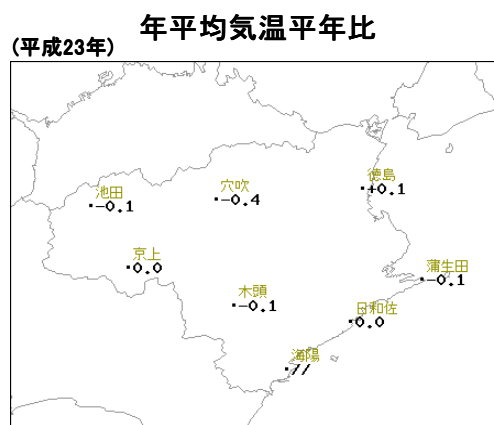 年平均気温平年比
(平成23年)
徳島
+0.1
池田
-0.1
穴吹
-0.4
京上
0.0
蒲生田
-0.1
木頭
-0.1
日和佐
0.0
海陽
//